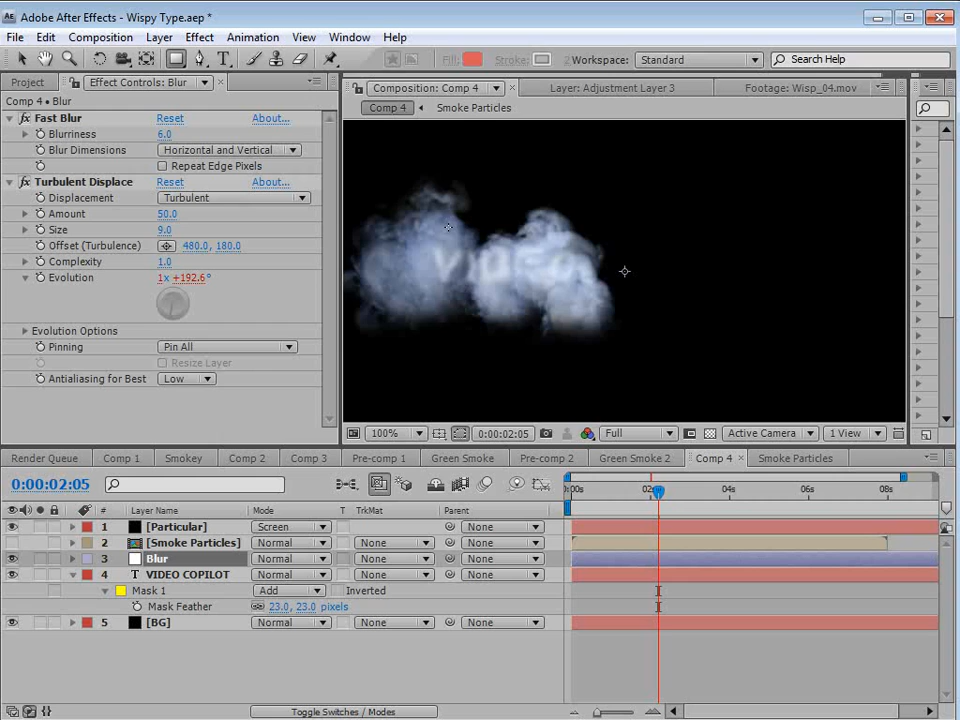 Adobe After Effects - Wispy Type.aep *
File Edit Composition Layer Effect Animation View Window Help
Fill: Stroke: Workspace: Standard Search Help
Project Effect Controls: Blur Composition: Comp 4 Layer: Adjustment Layer 3 Footage: Wisp_04.mov
Comp 4 • Blur Comp 4 Smoke Particles
Fast Blur Reset About...
Blurriness 6.0
Blur Dimensions Horizontal and Vertical
Repeat Edge Pixels
Turbulent Displace Reset About...
Displacement Turbulent
Amount 50.0
Size 9.0
Offset (Turbulence) 480.0, 180.0
Complexity 1.0
Evolution 1x +192.6°
Evolution Options
Pinning Pin All
Resize Layer
Antialiasing for Best Low
VIDEO
100% 0:00:02:05 Full Active Camera 1 View
Render Queue Comp 1 Smokey Comp 2 Comp 3 Pre-comp 1 Green Smoke Pre-comp 2 Green Smoke 2 Comp 4 Smoke Particles
0:00:02:05 0:00s 02s 04s 06s 08s
# Layer Name Mode T TrkMat Parent
1 [Particular] Screen None
2 [Smoke Particles] Normal None None
3 Blur Normal None None
4 T VIDEO COPILOT Normal None None
Mask 1 Add Inverted
Mask Feather 23.0, 23.0 pixels
5 [BG] Normal None None
Toggle Switches / Modes